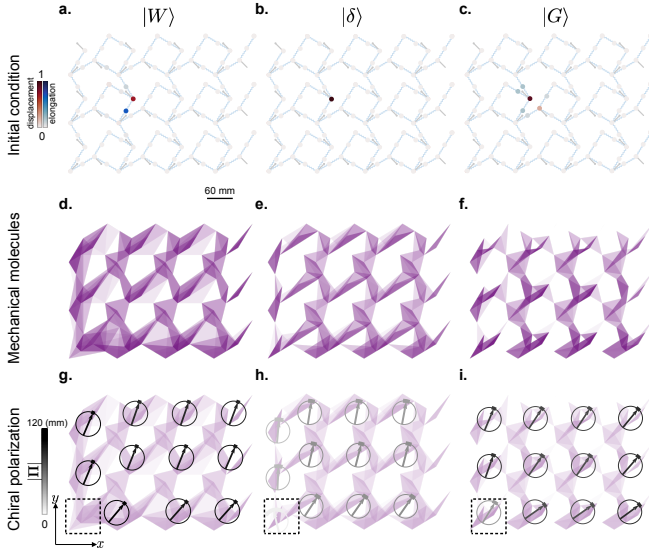 a. |W⟩ b. |δ⟩ c. |G⟩
Initial condition
displacement
elongation
1
0
60 mm
Mechanical molecules
d. e. f.
Chiral polarization
g. h. i.
120 (mm)
|Π|
0
y
x